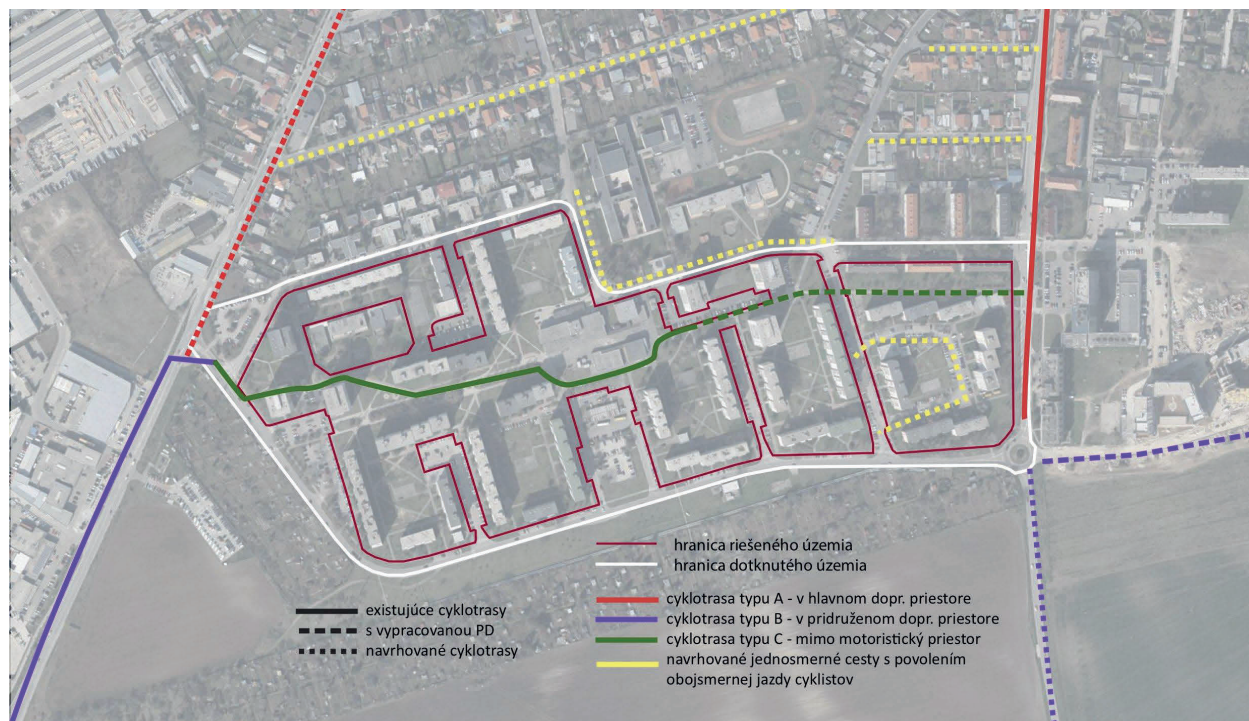 hranica riešeného územia
hranica dotknutého územia
existujúce cyklotrasy
s vypracovanou PD
navrhované cyklotrasy
cyklotrasa typu A - v hlavnom dopr. priestore
cyklotrasa typu B - v pridruženom dopr. priestore
cyklotrasa typu C - mimo motoristický priestor
navrhované jednosmerné cesty s povolením
obojsmernej jazdy cyklistov